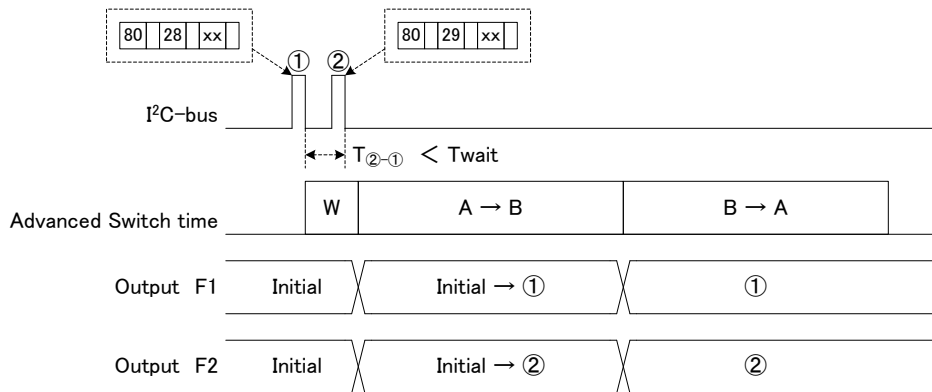 80 28 xx
80 29 xx
① ②
I²C-bus
T②-① < Twait
Advanced Switch time W A → B B → A
Output F1 Initial Initial → ① ①
Output F2 Initial Initial → ② ②